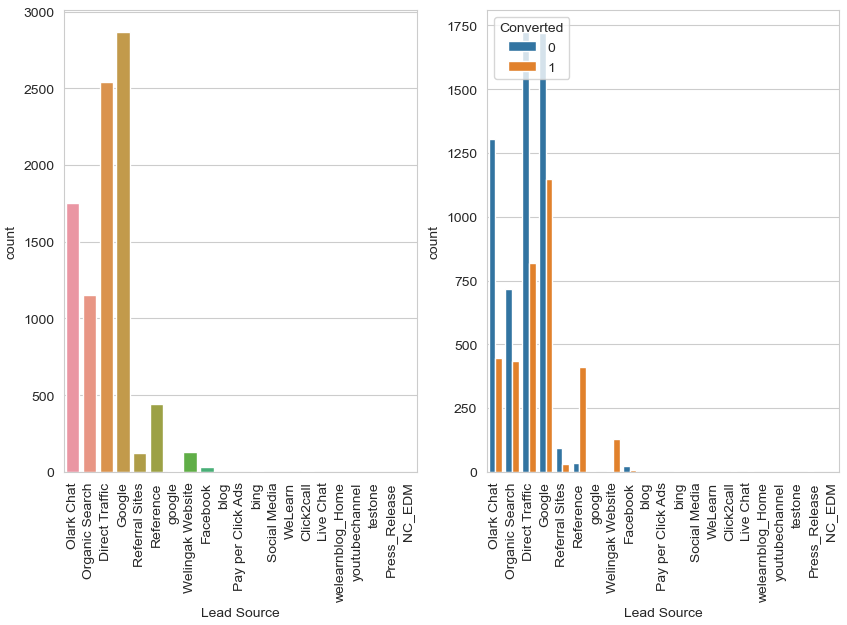 3000
2500
2000
1500
1000
500
0
count
Olark Chat
Organic Search
Direct Traffic
Google
Referral Sites
Reference
google
Welingak Website
Facebook
blog
Pay per Click Ads
bing
Social Media
WeLearn
Click2call
Live Chat
welearnblog_Home
youtubechannel
testone
Press_Release
NC_EDM
Lead Source
Converted
0
1
1750
1500
1250
1000
750
500
250
0
count
Olark Chat
Organic Search
Direct Traffic
Google
Referral Sites
Reference
google
Welingak Website
Facebook
blog
Pay per Click Ads
bing
Social Media
WeLearn
Click2call
Live Chat
welearnblog_Home
youtubechannel
testone
Press_Release
NC_EDM
Lead Source